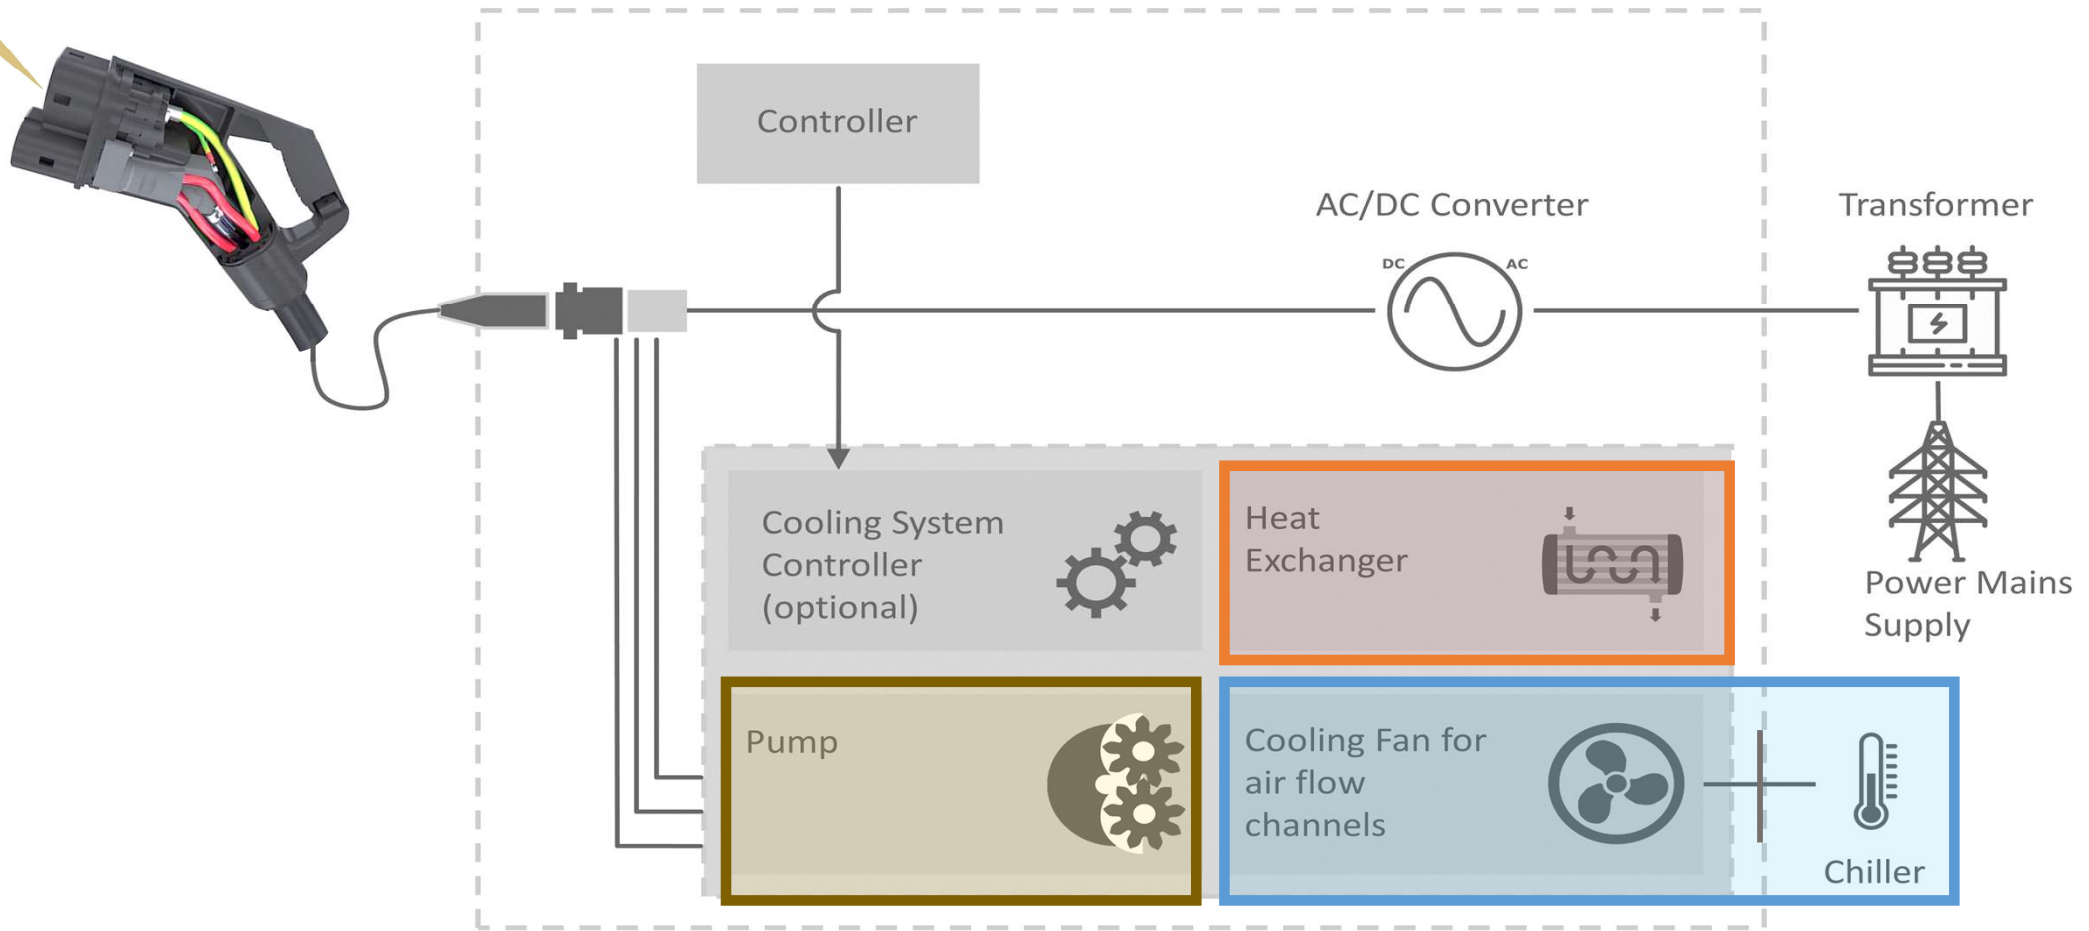 Controller
AC/DC Converter
DC
AC
Transformer
Cooling System
Controller
(optional)
Heat
Exchanger
Power Mains
Supply
Pump
Cooling Fan for
air flow
channels
Chiller